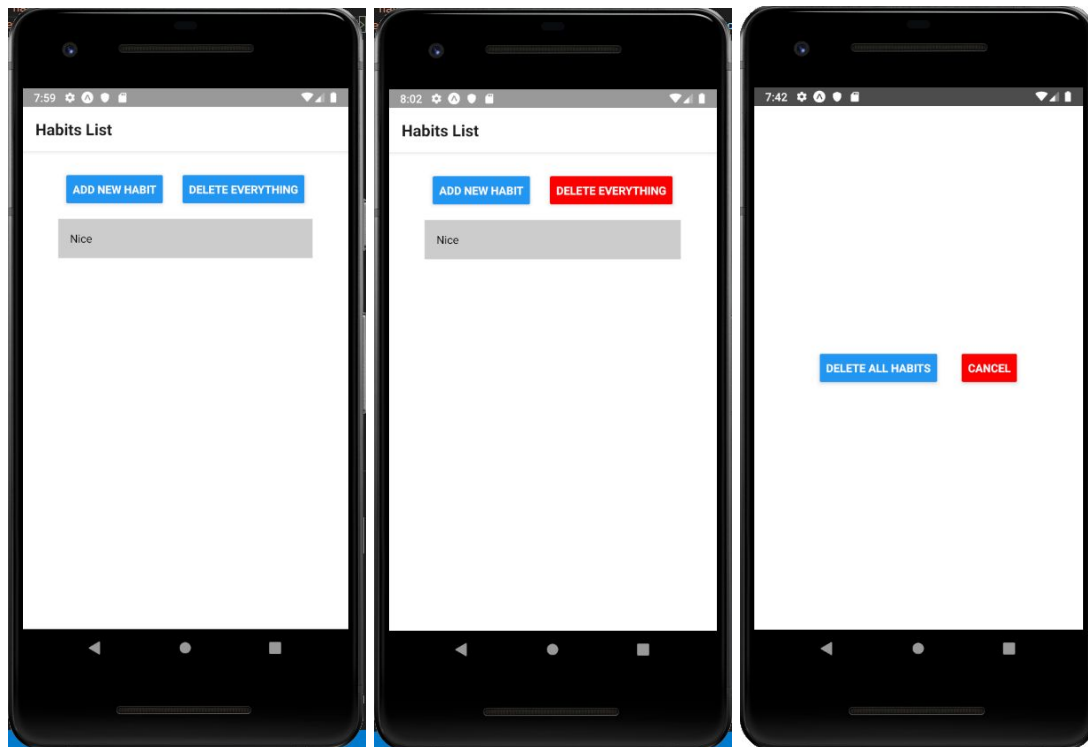 7:59
Habits List
ADD NEW HABIT DELETE EVERYTHING
Nice
8:02
Habits List
ADD NEW HABIT DELETE EVERYTHING
Nice
7:42
DELETE ALL HABITS CANCEL